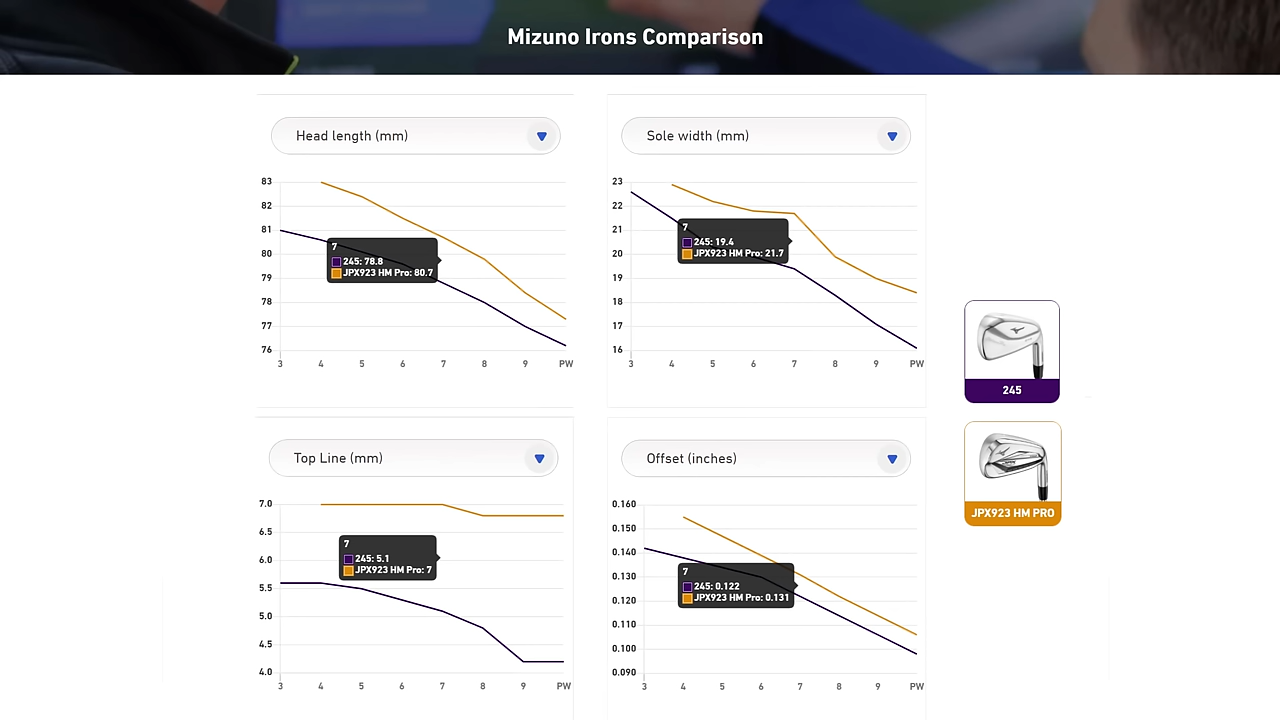 Mizuno Irons Comparison
Head length (mm)
83
82
81
80
79
78
77
76
3 4 5 6 7 8 9 PW
7
245: 78.8
JPX923 HM Pro: 80.7
Sole width (mm)
23
22
21
20
19
18
17
16
3 4 5 6 7 8 9 PW
7
245: 19.4
JPX923 HM Pro: 21.7
Top Line (mm)
7.0
6.5
6.0
5.5
5.0
4.5
4.0
3 4 5 6 7 8 9 PW
7
245: 5.1
JPX923 HM Pro: 7
Offset (inches)
0.160
0.150
0.140
0.130
0.120
0.110
0.100
0.090
3 4 5 6 7 8 9 PW
7
245: 0.122
JPX923 HM Pro: 0.131
245
JPX923 HM PRO